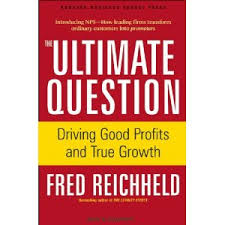 HARVARD BUSINESS SCHOOL PRESS
Introducing NPS—How leading firms transform
ordinary customers into promoters
THE
ULTIMATE
QUESTION
Driving Good Profits
and True Growth
FRED REICHHELD
Bestselling author of THE LOYALTY EFFECT